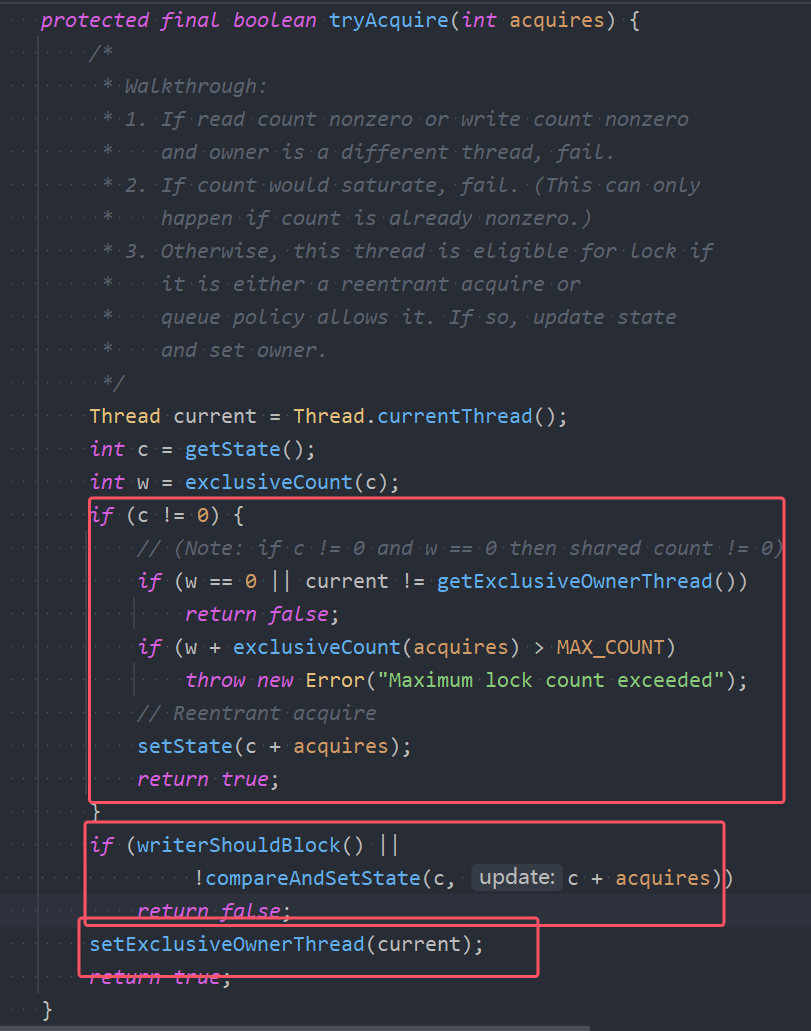 protected final boolean tryAcquire(int acquires) {
/*
* Walkthrough:
* 1. If read count nonzero or write count nonzero
*    and owner is a different thread, fail.
* 2. If count would saturate, fail. (This can only
*    happen if count is already nonzero.)
* 3. Otherwise, this thread is eligible for lock if
*    it is either a reentrant acquire or
*    queue policy allows it. If so, update state
*    and set owner.
*/
Thread current = Thread.currentThread();
int c = getState();
int w = exclusiveCount(c);
if (c != 0) {
// (Note: if c != 0 and w == 0 then shared count != 0)
if (w == 0 || current != getExclusiveOwnerThread())
return false;
if (w + exclusiveCount(acquires) > MAX_COUNT)
throw new Error("Maximum lock count exceeded");
// Reentrant acquire
setState(c + acquires);
return true;
}
if (writerShouldBlock() ||
!compareAndSetState(c, update: c + acquires))
return false;
setExclusiveOwnerThread(current);
return true;
}